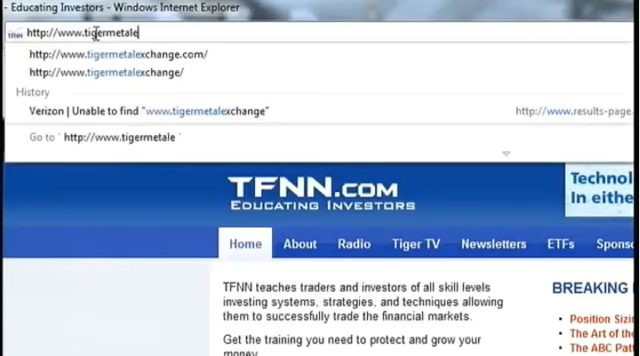 - Educating Investors - Windows Internet Explorer
TFNN http://www.tigermetale
http://www.tigermetalexchange.com/
http://www.tigermetalexchange/
History
Verizon | Unable to find "www.tigermetalexchange" http://www.results-page.
Go to ` http://www.tigermetale `
TFNN.COM
EDUCATING INVESTORS
Technol
In eithe
Home About Radio Tiger TV Newsletters ETFs Sponso
TFNN teaches traders and investors of all skill levels
investing systems, strategies, and techniques allowing
them to successfully trade the financial markets.
Get the training you need to protect and grow your
money.
BREAKING
• Position Sizi
• The Art of the
• The ABC Patt